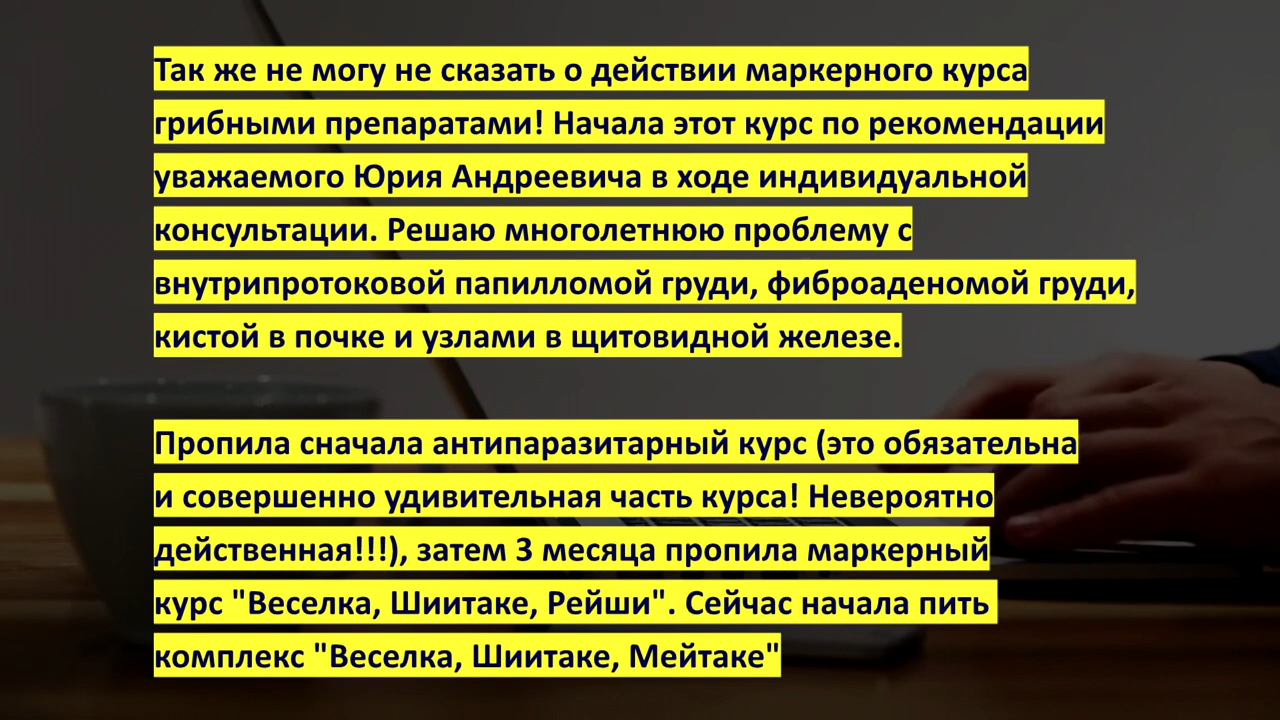 Так же не могу не сказать о действии маркерного курса
грибными препаратами! Начала этот курс по рекомендации
уважаемого Юрия Андреевича в ходе индивидуальной
консультации. Решаю многолетнюю проблему с
внутрипротоковой папилломой груди, фиброаденомой груди,
кистой в почке и узлами в щитовидной железе.
Пропила сначала антипаразитарный курс (это обязательна
и совершенно удивительная часть курса! Невероятно
действенная!!!), затем 3 месяца пропила маркерный
курс "Веселка, Шиитаке, Рейши". Сейчас начала пить
комплекс "Веселка, Шиитаке, Мейтаке"